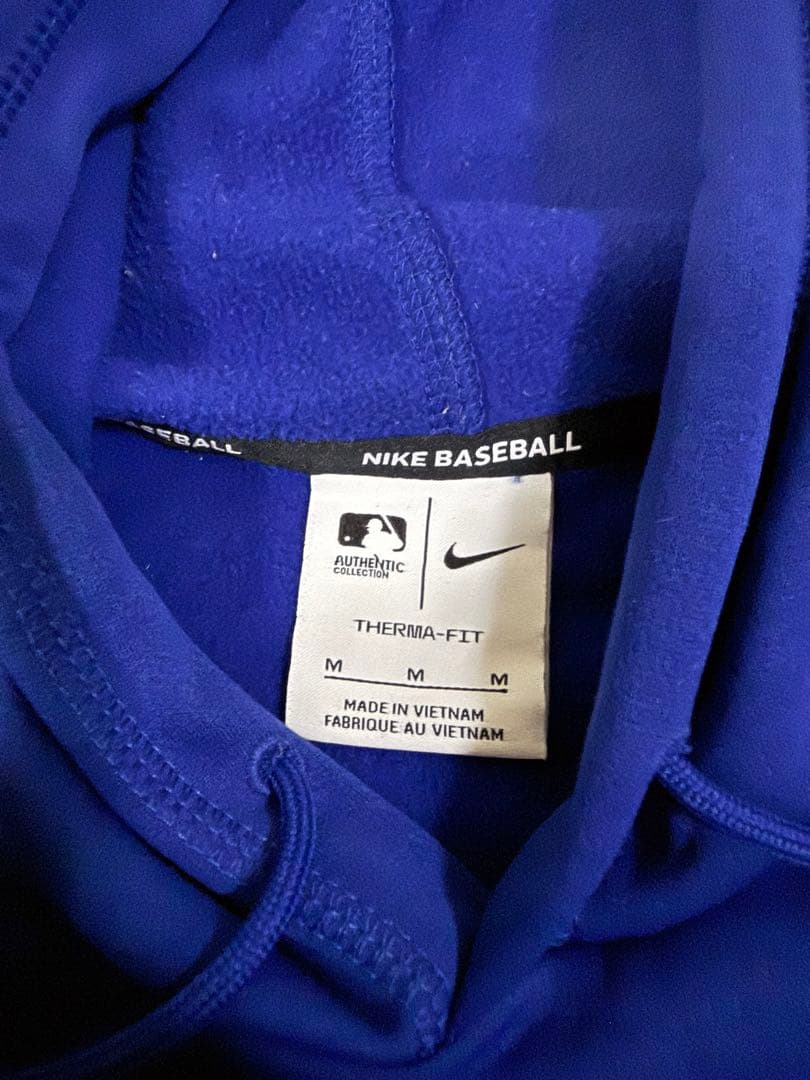 BASEBALL
NIKE BASEBALL
AUTHENTIC
COLLECTION
THERMA-FIT
M M M
MADE IN VIETNAM
FABRIQUE AU VIETNAM